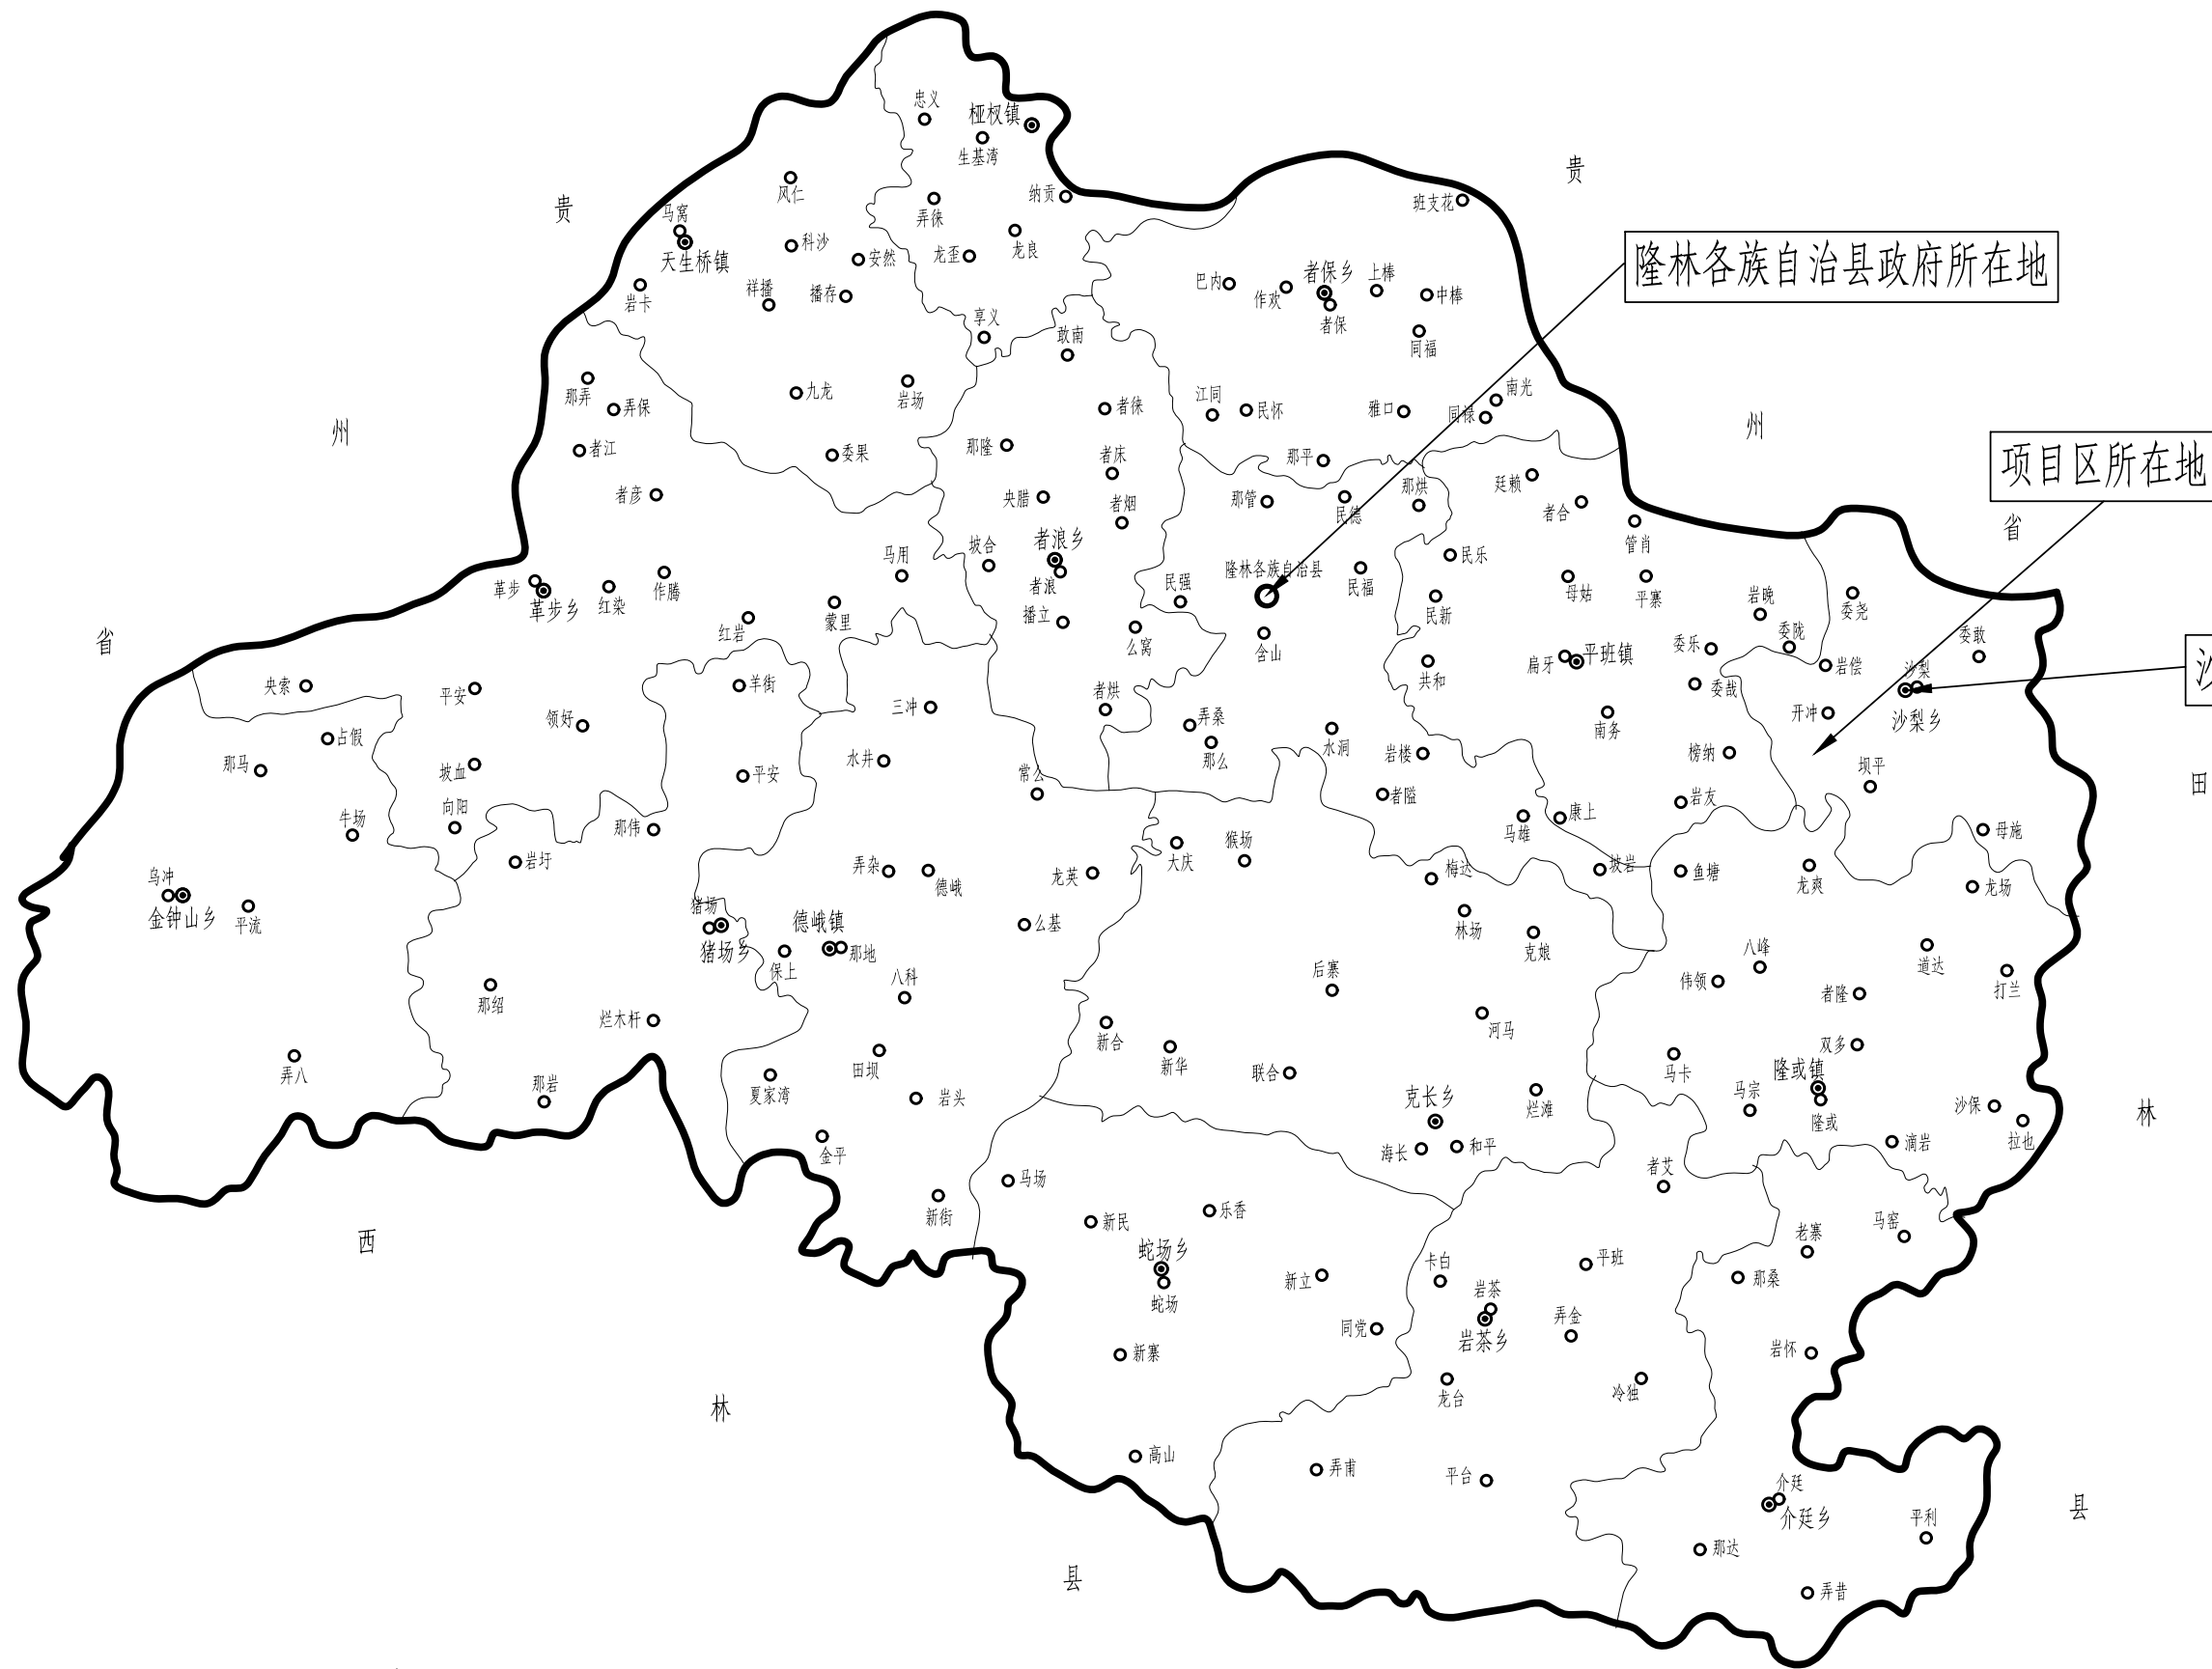 忠义
桠杈镇
生基湾
贵
风仁
纳贡
班支花
贵
马窝
弄徕
科沙
龙歪
龙良
安然
天生桥镇
隆林各族自治县政府所在地
岩卡
祥播
播存
巴内
作欢
者保乡
上棒
中棒
者保
享义
敢南
同福
那弄
弄保
九龙
岩场
者徕
江同
民怀
雅口
同禄
南光
州
州
者江
委果
那隆
者床
那平
项目区所在地
者彦
央腊
者烟
那管
民德
那烘
廷赖
者合
管肖
省
革步
革步乡
红染
作腾
马用
坡合
者浪乡
者浪
民强
隆林各族自治县
民福
民乐
母姑
平寨
蒙里
播立
民新
岩晚
委尧
省
红岩
么窝
含山
共和
扁牙
平班镇
委乐
委陇
岩偿
委敢
沙梨
沙
央索
平安
羊街
三冲
者烘
弄桑
委哉
开冲
沙梨乡
占假
领好
那么
水洞
岩楼
南务
榜纳
那马
坡血
平安
水井
常么
坝平
田
向阳
者隘
岩友
牛场
那伟
马雄
康上
母施
岩圩
弄杂
德峨
龙英
大庆
猴场
梅达
坡岩
鱼塘
龙爽
龙场
乌冲
金钟山乡
平流
猪场
猪场乡
德峨镇
那地
么基
林场
克娘
保上
八科
后寨
八峰
道达
伟领
者隆
打兰
那绍
烂木杆
新合
河马
双多
弄八
田坝
新华
联合
马卡
隆或镇
那岩
夏家湾
岩头
克长乡
烂滩
马宗
隆或
沙保
林
金平
海长
和平
滴岩
拉也
马场
者艾
新街
新民
乐香
马窑
老寨
西
蛇场乡
卡白
平班
那桑
新立
蛇场
岩茶
弄金
同党
岩茶乡
新寨
岩怀
龙台
冷独
林
高山
弄甫
平台
介廷
介廷乡
平利
县
那达
县
弄昔